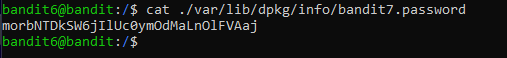 bandit6@bandit:/$ cat ./var/lib/dpkg/info/bandit7.password
morbNTDkSW6jIlUc0ymOdMaLnOlFVAaj
bandit6@bandit:/$